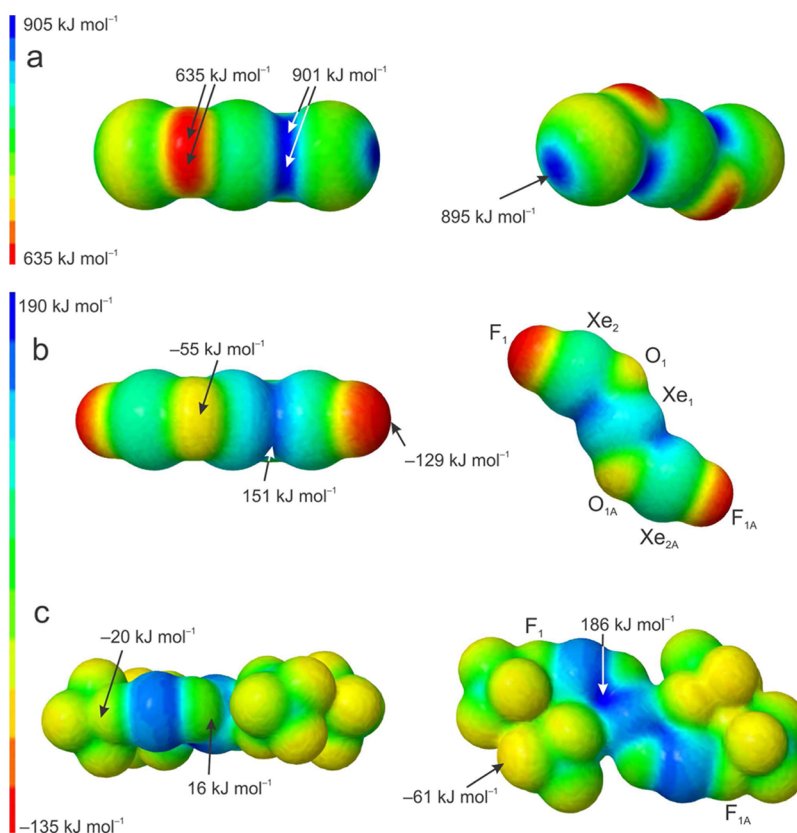 905 kJ mol⁻¹
a
635 kJ mol⁻¹
901 kJ mol⁻¹
895 kJ mol⁻¹
635 kJ mol⁻¹
190 kJ mol⁻¹
b
–55 kJ mol⁻¹
151 kJ mol⁻¹
–129 kJ mol⁻¹
F₁
Xe₂
O₁
Xe₁
O₁A
Xe₂A
F₁A
c
–20 kJ mol⁻¹
16 kJ mol⁻¹
F₁
186 kJ mol⁻¹
–61 kJ mol⁻¹
F₁A
–135 kJ mol⁻¹